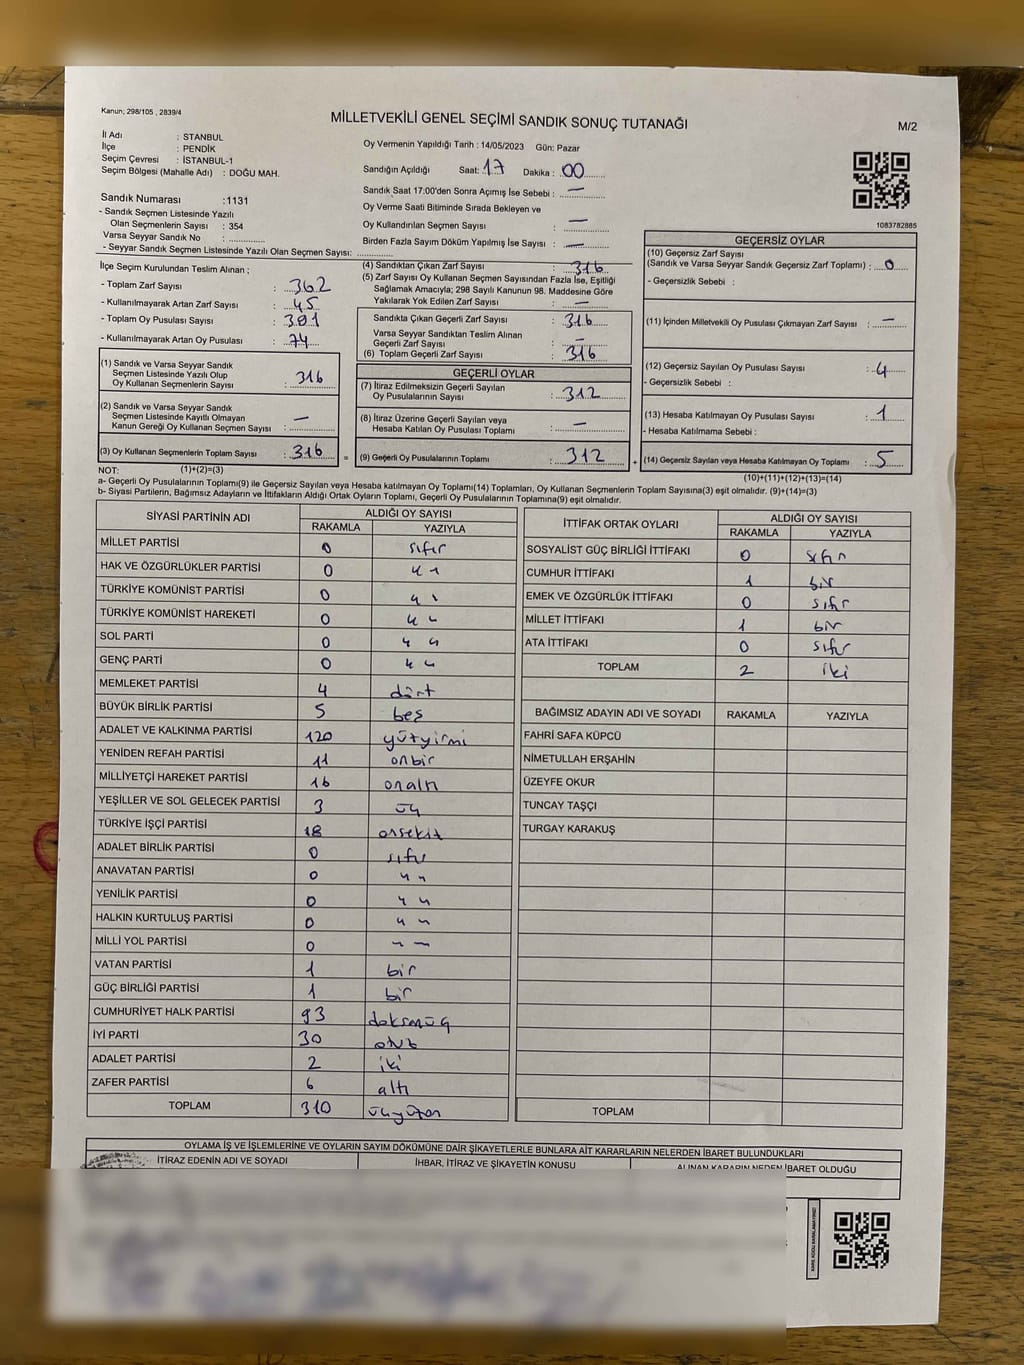 Kanun; 298/105 , 2839/4
MİLLETVEKİLİ GENEL SEÇİMİ SANDIK SONUÇ TUTANAĞI
M/2
İl Adı : STANBUL
İlçe : PENDİK
Seçim Çevresi : İSTANBUL-1
Seçim Bölgesi (Mahalle Adı) : DOĞU MAH.
Oy Vermenin Yapıldığı Tarih : 14/05/2023 Gün: Pazar
Sandığın Açıldığı Saat: 17 Dakika : 00
Sandık Saat 17:00'den Sonra Açımış İse Sebebi : —
Oy Verme Saati Bitiminde Sırada Bekleyen ve
Oy Kullandırılan Seçmen Sayısı : —
Birden Fazla Sayım Döküm Yapılmış İse Sayısı : —
1083782885
Sandık Numarası :1131
- Sandık Seçmen Listesinde Yazılı
Olan Seçmenlerin Sayısı : 354
Varsa Seyyar Sandık No :
- Seyyar Sandık Seçmen Listesinde Yazılı Olan Seçmen Sayısı:
İlçe Seçim Kurulundan Teslim Alınan ;
- Toplam Zarf Sayısı : 362
- Kullanılmayarak Artan Zarf Sayısı : 45
- Toplam Oy Pusulası Sayısı : 391
- Kullanılmayarak Artan Oy Pusulası : 74
(1) Sandık ve Varsa Seyyar Sandık
Seçmen Listesinde Yazılı Olup
Oy Kullanan Seçmenlerin Sayısı : 316
(2) Sandık ve Varsa Seyyar Sandık
Seçmen Listesinde Kayıtlı Olmayan
Kanun Gereği Oy Kullanan Seçmen Sayısı : —
(3) Oy Kullanan Seçmenlerin Toplam Sayısı : 316
(1)+(2)=(3)
(4) Sandıktan Çıkan Zarf Sayısı : 316
(5) Zarf Sayısı Oy Kullanan Seçmen Sayısından Fazla İse, Eşitliği
Sağlamak Amacıyla; 298 Sayılı Kanunun 98. Maddesine Göre
Yakılarak Yok Edilen Zarf Sayısı : —
Sandıkta Çıkan Geçerli Zarf Sayısı : 316
Varsa Seyyar Sandıktan Teslim Alınan
Geçerli Zarf Sayısı : —
(6) Toplam Geçerli Zarf Sayısı : 316
GEÇERLİ OYLAR
(7) İtiraz Edilmeksizin Geçerli Sayılan
Oy Pusulalarının Sayısı : 312
(8) İtiraz Üzerine Geçerli Sayılan veya
Hesaba Katılan Oy Pusulası Toplamı : —
= (9) Geçerli Oy Pusulalarının Toplamı : 312 +
GEÇERSİZ OYLAR
(10) Geçersiz Zarf Sayısı
(Sandık ve Varsa Seyyar Sandık Geçersiz Zarf Toplamı) : 0
- Geçersizlik Sebebi :
(11) İçinden Milletvekili Oy Pusulası Çıkmayan Zarf Sayısı : —
(12) Geçersiz Sayılan Oy Pusulası Sayısı : 4
- Geçersizlik Sebebi :
(13) Hesaba Katılmayan Oy Pusulası Sayısı : 1
- Hesaba Katılmama Sebebi :
(14) Geçersiz Sayılan veya Hesaba Katılmayan Oy Toplamı : 5
(10)+(11)+(12)+(13)=(14)
NOT:
a- Geçerli Oy Pusulalarının Toplamı(9) ile Geçersiz Sayılan veya Hesaba Katılmayan Oy Toplamı(14) Toplamları, Oy Kullanan Seçmenlerin Toplam Sayısına(3) eşit olmalıdır. (9)+(14)=(3)
b- Siyasi Partilerin, Bağımsız Adayların ve İttifakların Aldığı Ortak Oyların Toplamı, Geçerli Oy Pusulalarının Toplamına(9) eşit olmalıdır.
SİYASİ PARTİNİN ADI ALDIĞI OY SAYISI
RAKAMLA YAZIYLA
MİLLET PARTİSİ 0 sıfır
HAK VE ÖZGÜRLÜKLER PARTİSİ 0 " "
TÜRKİYE KOMÜNİST PARTİSİ 0 " "
TÜRKİYE KOMÜNİST HAREKETİ 0 " "
SOL PARTİ 0 " "
GENÇ PARTİ 0 " "
MEMLEKET PARTİSİ 4 dört
BÜYÜK BİRLİK PARTİSİ 5 beş
ADALET VE KALKINMA PARTİSİ 120 yüzyirmi
YENİDEN REFAH PARTİSİ 11 onbir
MİLLİYETÇİ HAREKET PARTİSİ 16 onaltı
YEŞİLLER VE SOL GELECEK PARTİSİ 3 üç
TÜRKİYE İŞÇİ PARTİSİ 18 onsekiz
ADALET BİRLİK PARTİSİ 0 sıfır
ANAVATAN PARTİSİ 0 " "
YENİLİK PARTİSİ 0 " "
HALKIN KURTULUŞ PARTİSİ 0 " "
MİLLİ YOL PARTİSİ 0 " "
VATAN PARTİSİ 1 bir
GÜÇ BİRLİĞİ PARTİSİ 1 bir
CUMHURİYET HALK PARTİSİ 93 doksanüç
İYİ PARTİ 30 otuz
ADALET PARTİSİ 2 iki
ZAFER PARTİSİ 6 altı
TOPLAM 310 üçyüzon
İTTİFAK ORTAK OYLARI ALDIĞI OY SAYISI
RAKAMLA YAZIYLA
SOSYALİST GÜÇ BİRLİĞİ İTTİFAKI 0 sıfır
CUMHUR İTTİFAKI 1 bir
EMEK VE ÖZGÜRLÜK İTTİFAKI 0 sıfır
MİLLET İTTİFAKI 1 bir
ATA İTTİFAKI 0 sıfır
TOPLAM 2 iki
BAĞIMSIZ ADAYIN ADI VE SOYADI RAKAMLA YAZIYLA
FAHRİ SAFA KÜPCÜ
NİMETULLAH ERŞAHİN
ÜZEYFE OKUR
TUNCAY TAŞÇI
TURGAY KARAKUŞ
TOPLAM
OYLAMA İŞ VE İŞLEMLERİNE VE OYLARIN SAYIM DÖKÜMÜNE DAİR ŞİKAYETLERLE BUNLARA AİT KARARLARIN NELERDEN İBARET BULUNDUKLARI
İTİRAZ EDENİN ADI VE SOYADI İHBAR, İTİRAZ VE ŞİKAYETİN KONUSU ALINAN KARARIN NEDEN İBARET OLDUĞU